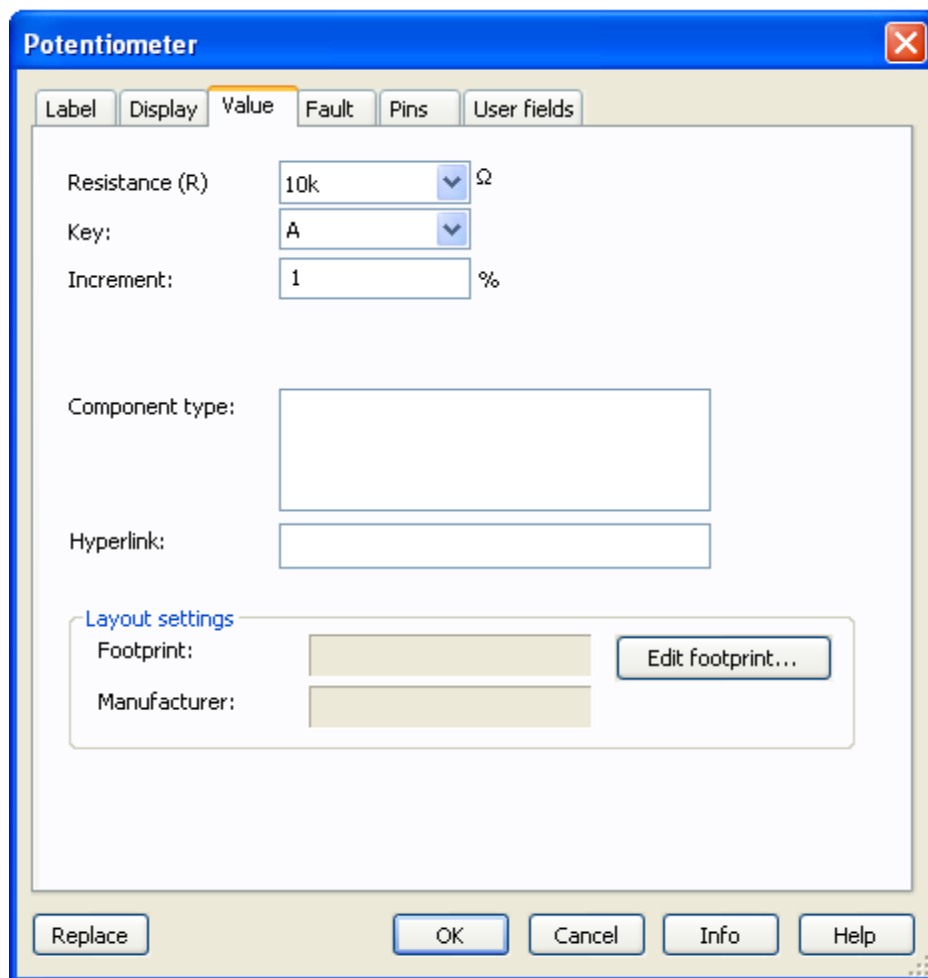 Potentiometer
Label Display Value Fault Pins User fields
Resistance (R) 10k Ω
Key: A
Increment: 1 %
Component type:
Hyperlink:
Layout settings
Footprint: Edit footprint...
Manufacturer:
Replace OK Cancel Info Help